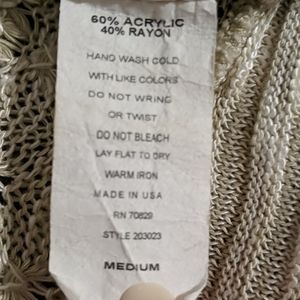 60% ACRYLIC
40% RAYON
HAND WASH COLD
WITH LIKE COLORS
DO NOT WRING
OR TWIST
DO NOT BLEACH
LAY FLAT TO DRY
WARM IRON
MADE IN USA
RN 70829
STYLE 203023
MEDIUM